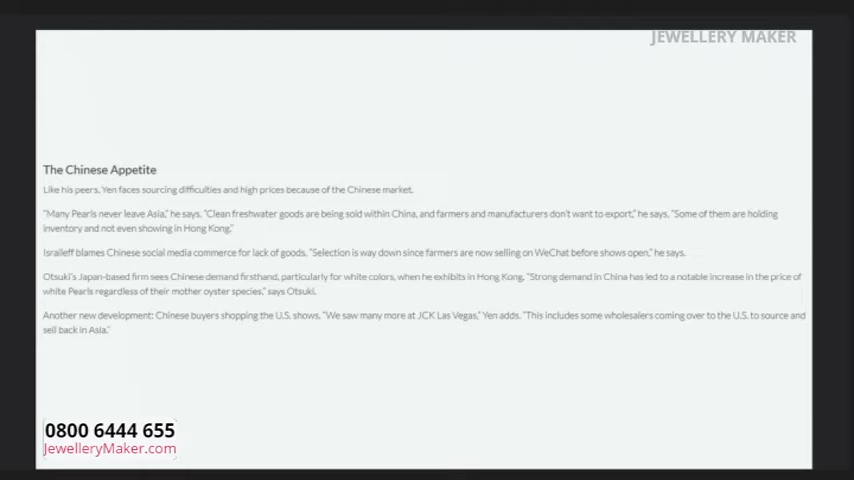 JEWELLERY MAKER
The Chinese Appetite
Like his peers, Yen faces sourcing difficulties and high prices because of the Chinese market.
"Many Pearls never leave Asia," he says. "Clean freshwater goods are being sold within China, and farmers and manufacturers don't want to export," he says. "Some of them are holding
inventory and not even showing in Hong Kong."
Israileff blames Chinese social media commerce for lack of goods. "Selection is way down since farmers are now selling on WeChat before shows open," he says.
Otsuki's Japan-based firm sees Chinese demand firsthand, particularly for white colors, when he exhibits in Hong Kong. "Strong demand in China has led to a notable increase in the price of
white Pearls regardless of their mother oyster species," says Otsuki.
Another new development: Chinese buyers shopping the U.S. shows. "We saw many more at JCK Las Vegas," Yen adds. "This includes some wholesalers coming over to the U.S. to source and
sell back in Asia."
0800 6444 655
JewelleryMaker.com